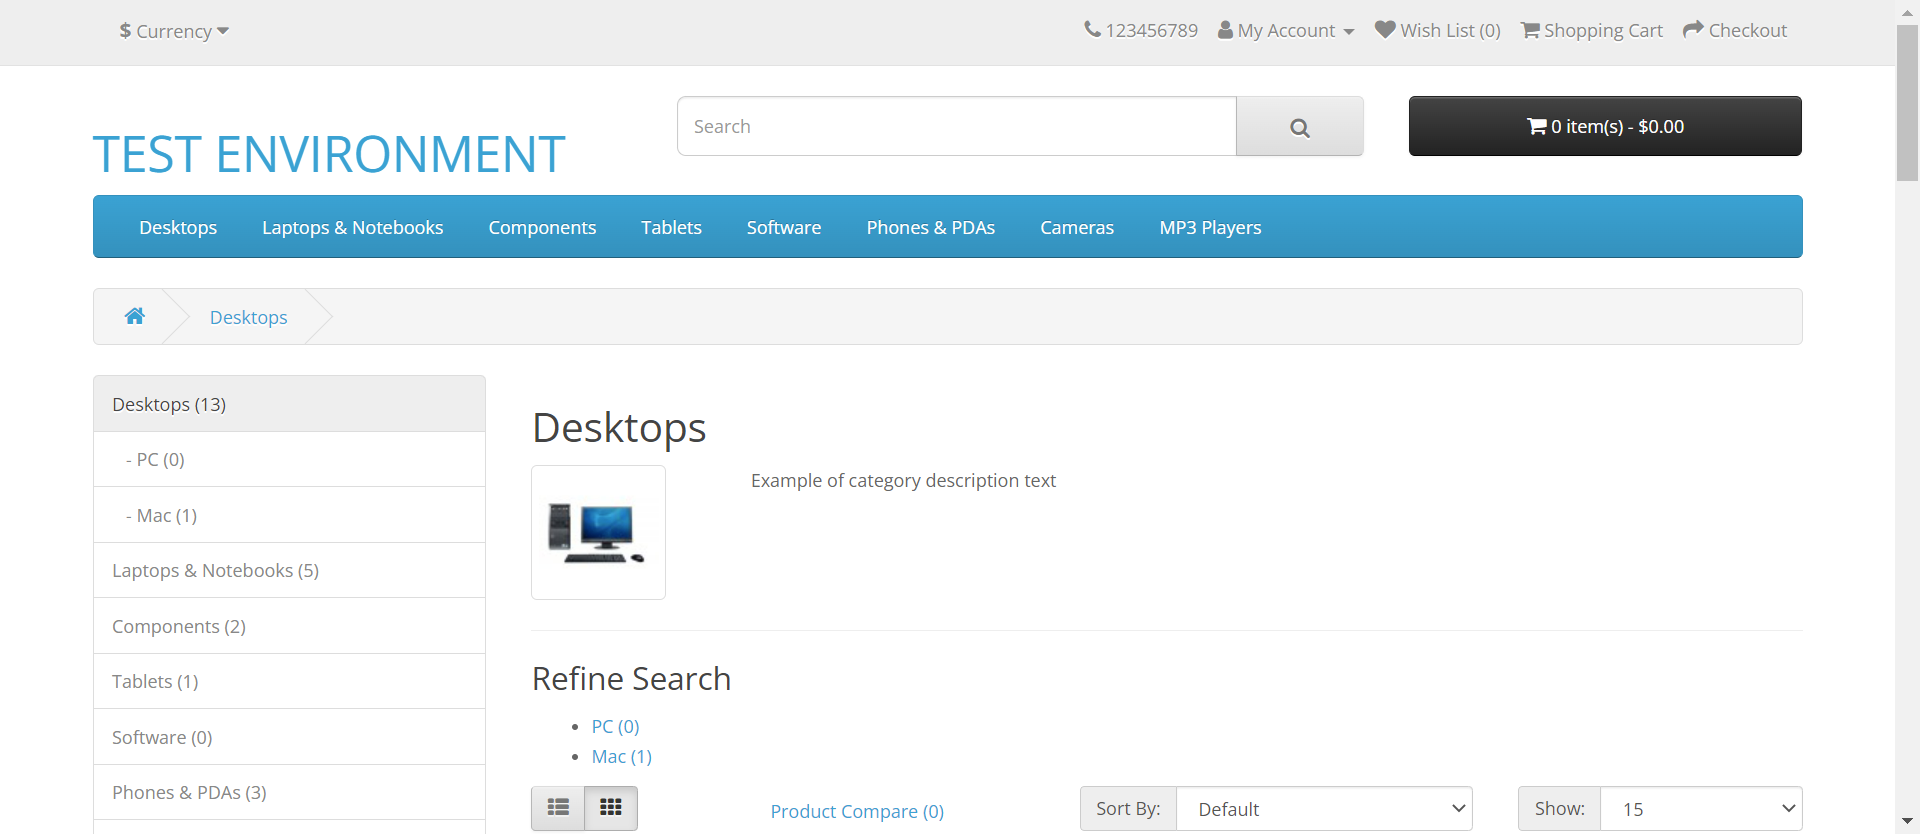 $ Currency
123456789 My Account Wish List (0) Shopping Cart Checkout
TEST ENVIRONMENT
Search
0 item(s) - $0.00
Desktops Laptops & Notebooks Components Tablets Software Phones & PDAs Cameras MP3 Players
Desktops
Desktops (13)
- PC (0)
- Mac (1)
Laptops & Notebooks (5)
Components (2)
Tablets (1)
Software (0)
Phones & PDAs (3)
Desktops
Example of category description text
Refine Search
PC (0)
Mac (1)
Product Compare (0)
Sort By: Default
Show: 15